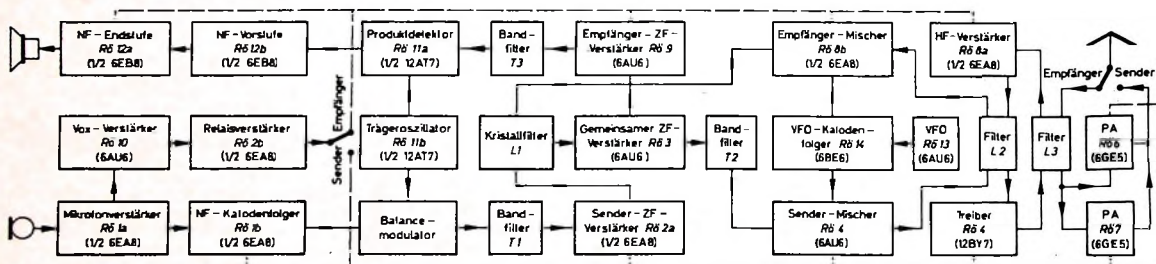 NF-Endstufe
Rö 12a
(1/2 6EB8)
NF-Vorstufe
Rö 12b
(1/2 6EB8)
Produktdetektor
Rö 11a
(1/2 12AT7)
Band-
filter
T3
Empfänger-ZF-
Verstärker Rö 9
(6AU6)
Empfänger-Mischer
Rö 8b
(1/2 6EA8)
HF-Verstärker
Rö 8a
(1/2 6EA8)
Empfänger
Sender
Vox-Verstärker
Rö 10
(6AU6)
Relaisverstärker
Rö 2b
(1/2 6EA8)
Sender Empfänger
Trägeroszillator
Rö 11b
(1/2 12AT7)
Kristallfilter
L1
Gemeinsamer ZF-
Verstärker Rö 3
(6AU6)
Band-
filter
T2
VFO-Katoden-
folger Rö 14
(6BE6)
VFO
Rö 13
(6AU6)
Filter
L2
Filter
L3
PA
Rö 6
(6GE5)
Mikrofonverstärker
Rö 1a
(1/2 6EA8)
NF-Katodenfolger
Rö 1b
(1/2 6EA8)
Balance-
modulator
Band-
filter
T1
Sender-ZF-
Verstärker Rö 2a
(1/2 6EA8)
Sender-Mischer
Rö 4
(6AU6)
Treiber
Rö 4
(12BY7)
PA
Rö 7
(6GE5)